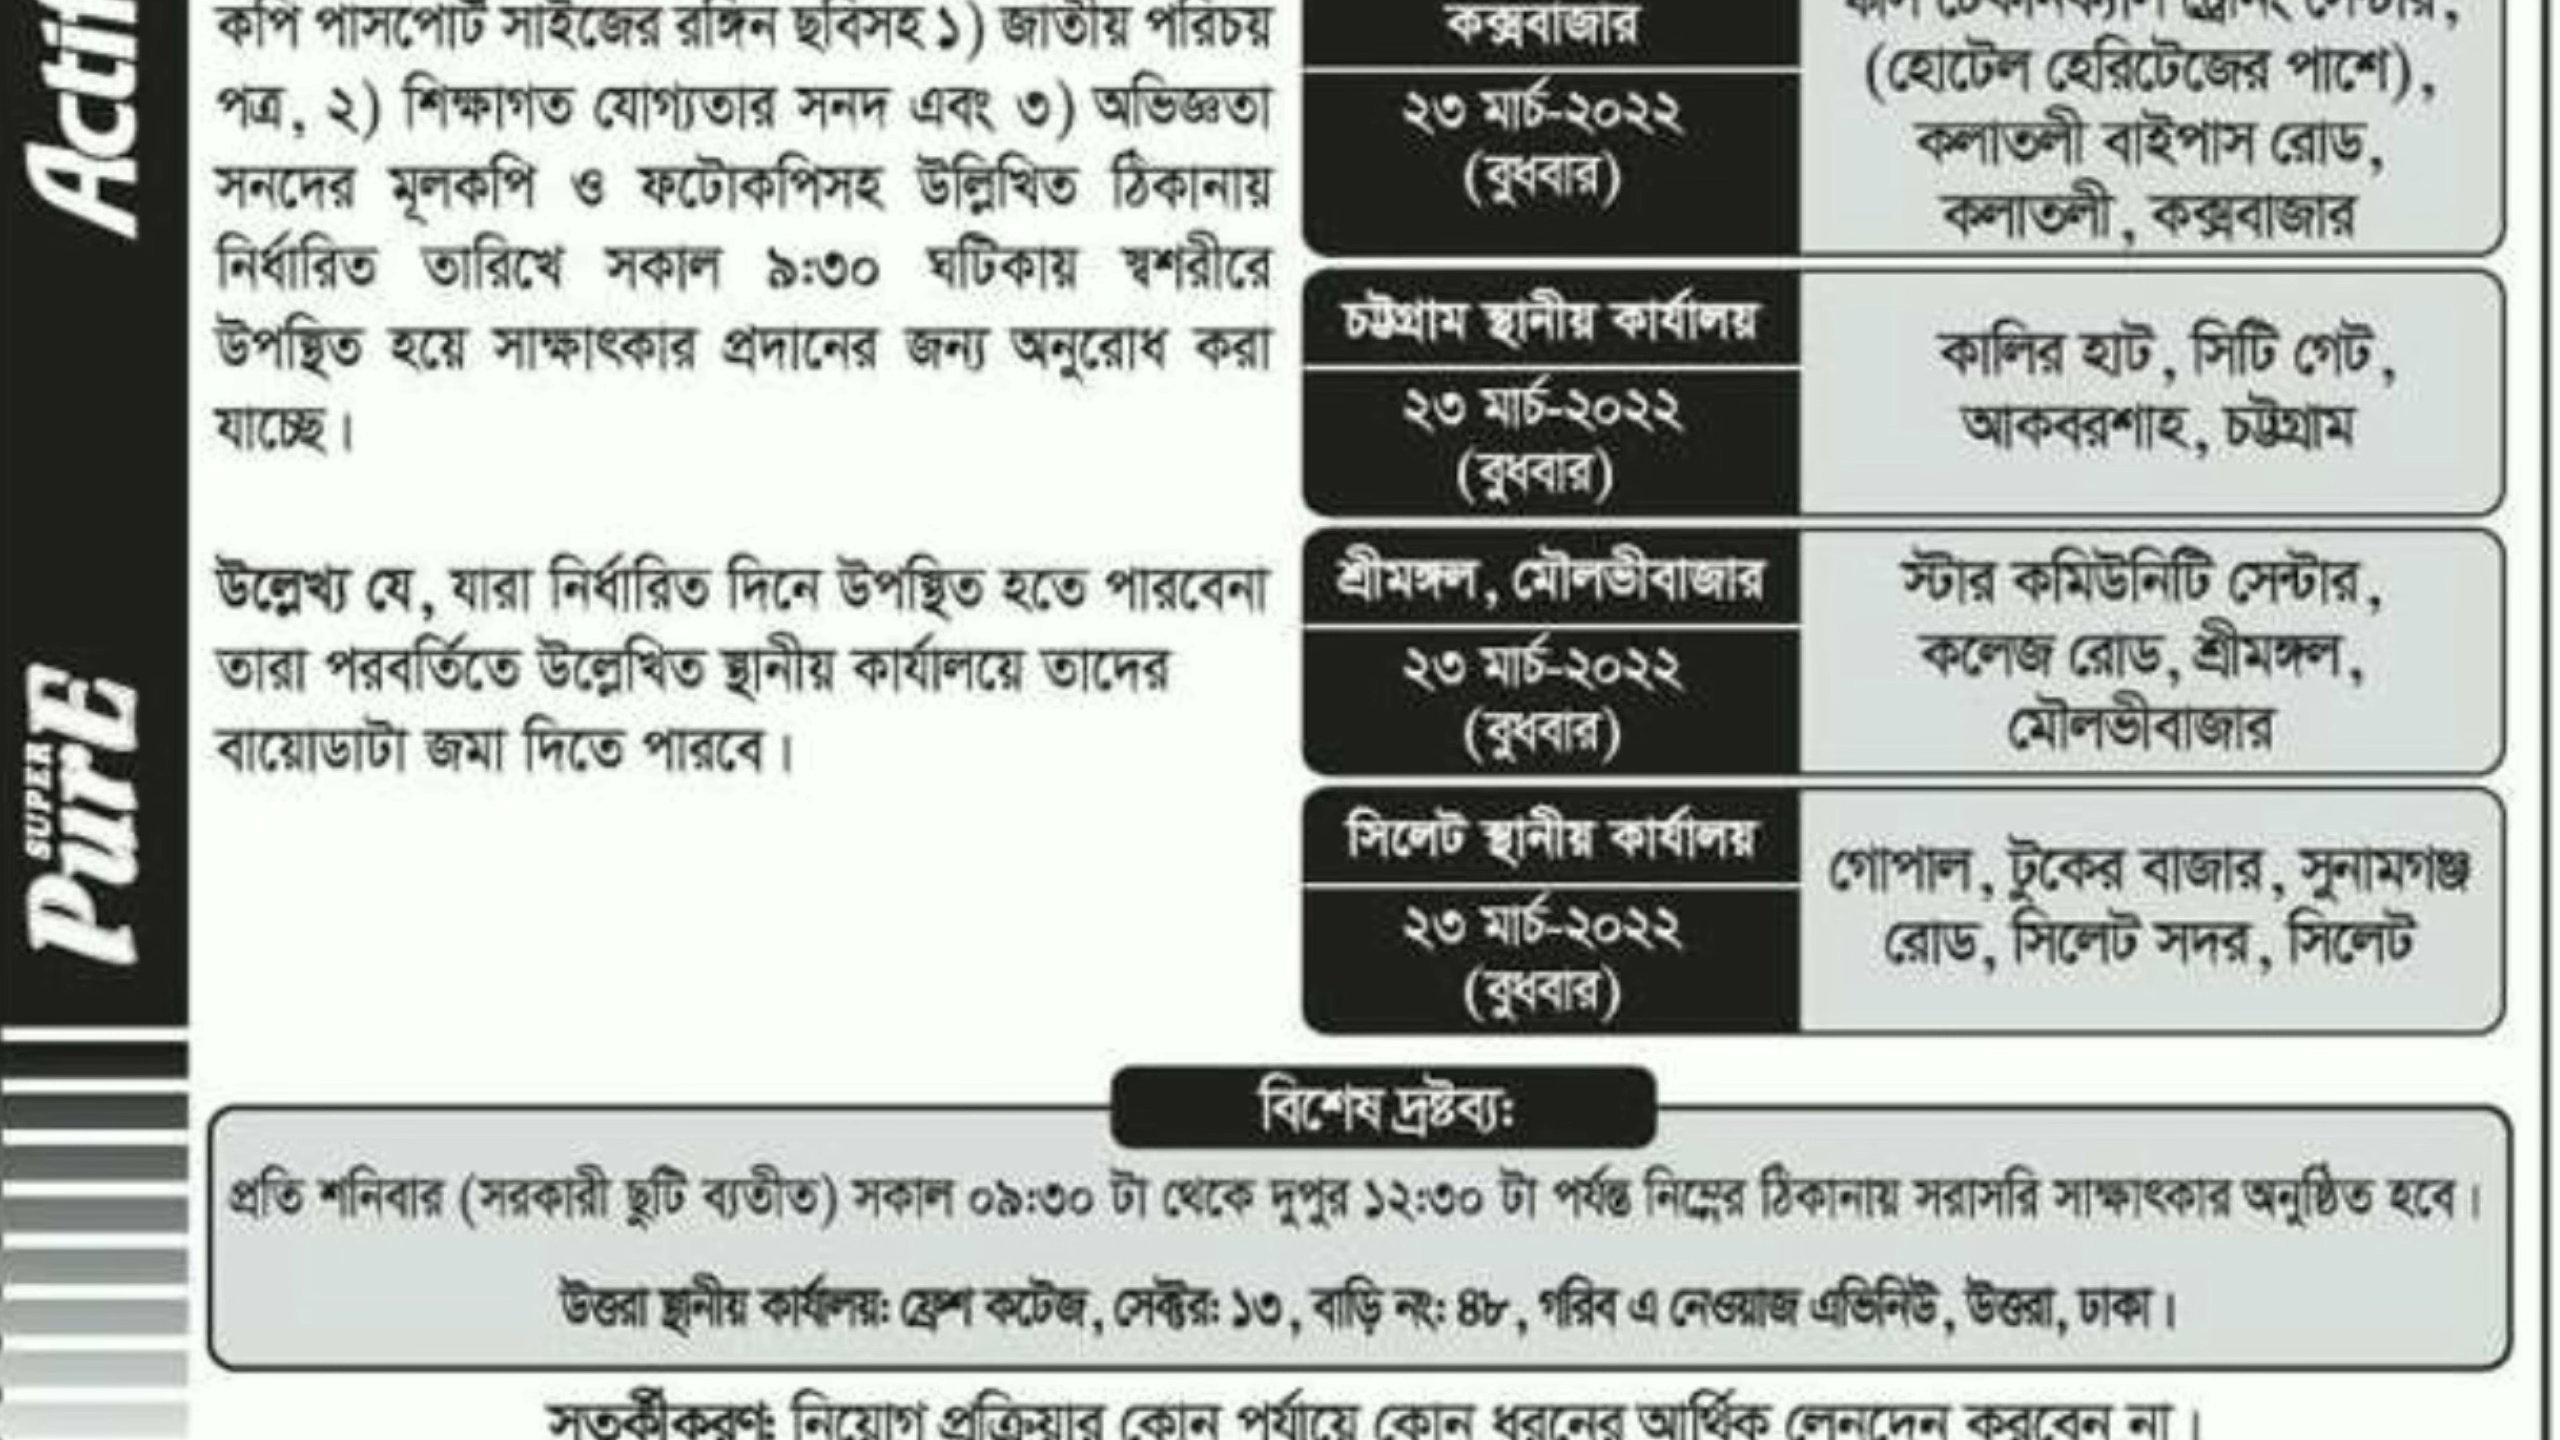 Acti
SUPER
PurE
কপি পাসপোর্ট সাইজের রঙ্গিন ছবিসহ ১) জাতীয় পরিচয়
পত্র, ২) শিক্ষাগত যোগ্যতার সনদ এবং ৩) অভিজ্ঞতা
সনদের মূলকপি ও ফটোকপিসহ উল্লিখিত ঠিকানায়
নির্ধারিত তারিখে সকাল ৯:৩০ ঘটিকায় স্বশরীরে
উপস্থিত হয়ে সাক্ষাৎকার প্রদানের জন্য অনুরোধ করা
যাচ্ছে।
উল্লেখ্য যে, যারা নির্ধারিত দিনে উপস্থিত হতে পারবেনা
তারা পরবর্তিতে উল্লেখিত স্থানীয় কার্যালয়ে তাদের
বায়োডাটা জমা দিতে পারবে।
কক্সবাজার
২৩ মার্চ-২০২২
(বুধবার)
টেকনিক্যাল ট্রেনিং সেন্টার,
(হোটেল হেরিটেজের পাশে),
কলাতলী বাইপাস রোড,
কলাতলী, কক্সবাজার
চট্টগ্রাম স্থানীয় কার্যালয়
২৩ মার্চ-২০২২
(বুধবার)
কালির হাট, সিটি গেট,
আকবরশাহ, চট্টগ্রাম
শ্রীমঙ্গল, মৌলভীবাজার
২৩ মার্চ-২০২২
(বুধবার)
স্টার কমিউনিটি সেন্টার,
কলেজ রোড, শ্রীমঙ্গল,
মৌলভীবাজার
সিলেট স্থানীয় কার্যালয়
২৩ মার্চ-২০২২
(বুধবার)
গোপাল, টুকের বাজার, সুনামগঞ্জ
রোড, সিলেট সদর, সিলেট
বিশেষ দ্রষ্টব্য:
প্রতি শনিবার (সরকারী ছুটি ব্যতীত) সকাল ০৯:৩০ টা থেকে দুপুর ১২:৩০ টা পর্যন্ত নিম্নের ঠিকানায় সরাসরি সাক্ষাৎকার অনুষ্ঠিত হবে।
উত্তরা স্থানীয় কার্যালয়: ফ্রেশ কটেজ, সেক্টর: ১৩, বাড়ি নং: ৪৮, গরিব এ নেওয়াজ এভিনিউ, উত্তরা, ঢাকা।
সতর্কীকরণ: নিয়োগ প্রক্রিয়ার কোন পর্যায়ে কোন ধরনের আর্থিক লেনদেন করবেন না।